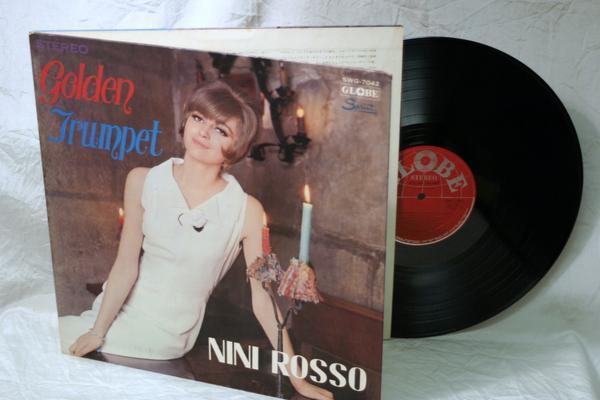 STEREO
Golden
Trumpet
SWG-7042
GLOBE
NINI ROSSO
GLOBE
STEREO